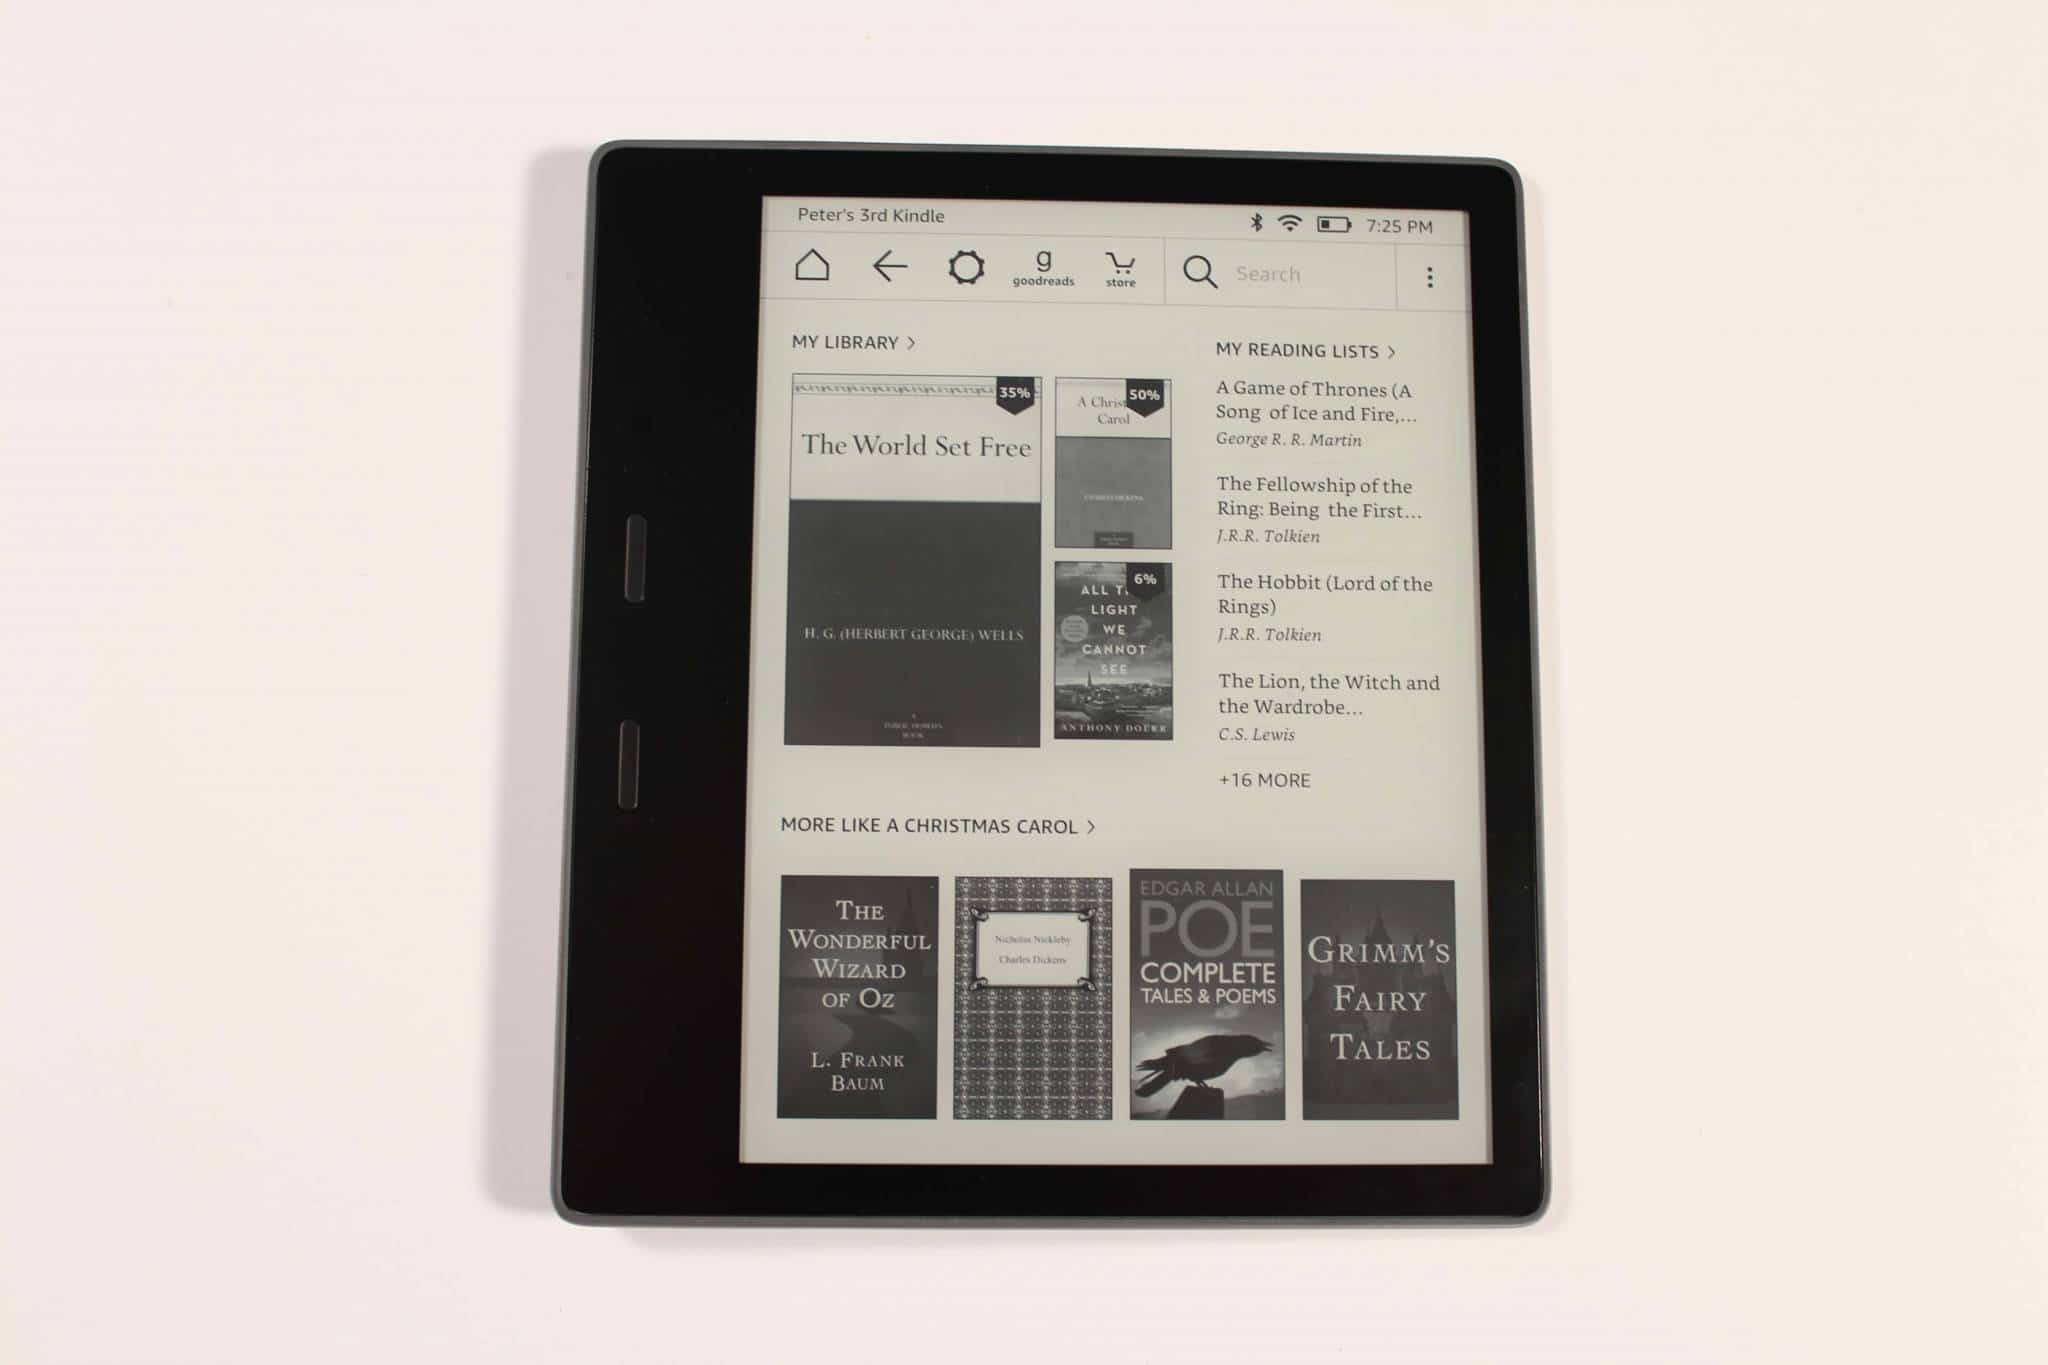 Peter's 3rd Kindle
7:25 PM
goodreads
store
Search
MY LIBRARY
35%
The World Set Free
H. G. (HERBERT GEORGE) WELLS
A
PUBLIC DOMAIN
BOOK
50%
A Christ
Carol
CHARLES DICKENS
6%
ALL T
LIGHT
WE
CANNOT
SEE
ANTHONY DOERR
MY READING LISTS
A Game of Thrones (A
Song of Ice and Fire,...
George R. R. Martin
The Fellowship of the
Ring: Being the First...
J.R.R. Tolkien
The Hobbit (Lord of the
Rings)
J.R.R. Tolkien
The Lion, the Witch and
the Wardrobe...
C.S. Lewis
+16 MORE
MORE LIKE A CHRISTMAS CAROL
THE
WONDERFUL
WIZARD
OF OZ
L. FRANK
BAUM
Nicholas Nickleby
Charles Dickens
EDGAR ALLAN
POE
COMPLETE
TALES & POEMS
GRIMM'S
FAIRY
TALES